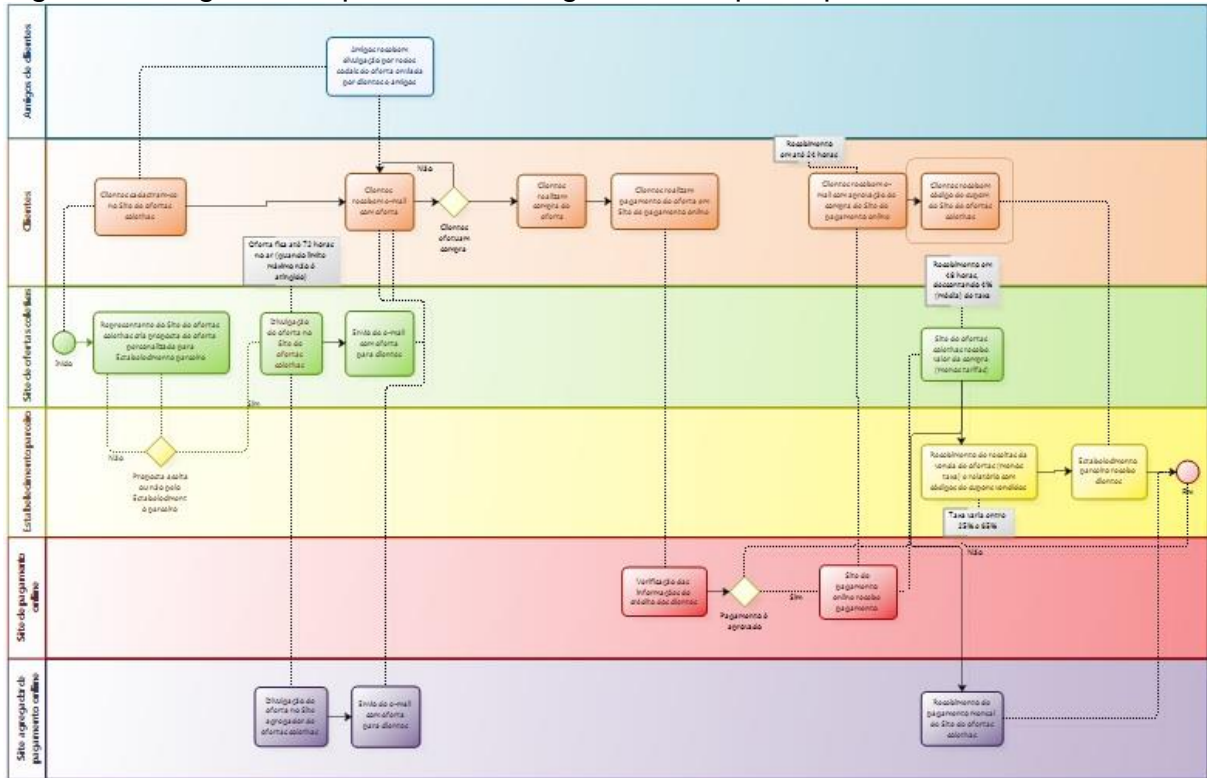 Amigos de clientes
Amigos recebem
divulgação por redes
sociais de oferta enviada
por clientes e amigos
Clientes
Clientes cadastram-se
no Site de ofertas
coletivas
Clientes
recebem e-mail
com oferta
Não
Clientes
efetuam
compra
Clientes
realizam
compra da
oferta
Clientes realizam
pagamento da oferta em
Site de pagamento online
Recebimento
em até 24 horas
Clientes recebem e-
mail com aprovação da
compra do Site de
pagamento online
Clientes recebem
código do cupom
do Site de ofertas
coletivas
Oferta fica até 72 horas
no ar (quando limite
máximo não é
atingido)
Recebimento em
48 horas,
descontando
(média) de taxa
Site de ofertas coletivas
Início
Representante do Site de ofertas
coletivas cria proposta de oferta
personalizada para
Estabelecimento parceiro
Divulgação
da oferta no
Site de
ofertas
coletivas
Envio de e-mail
com oferta
para clientes
Site de ofertas
coletivas recebe
valor da compra
(menos tarifas)
Sim
Estabelecimento parceiro
Não
Proposta aceita
ou não pelo
Estabeleciment
o parceiro
Recebimento de receitas da
venda de ofertas (menos
taxa) e relatório com
códigos de cupons vendidos
Estabelecimento
parceiro recebe
clientes
Fim
Taxa varia entre
Não
Site de pagamento
online
Verificação das
informações de
crédito dos clientes
Pagamento é
aprovado
Sim
Site de
pagamento
online recebe
pagamento
Site agregador de
pagamento online
Divulgação da
oferta no Site
agregador de
ofertas coletivas
Envio de e-mail
com oferta
para clientes
Recebimento de
pagamento mensal
do Site de ofertas
coletivas